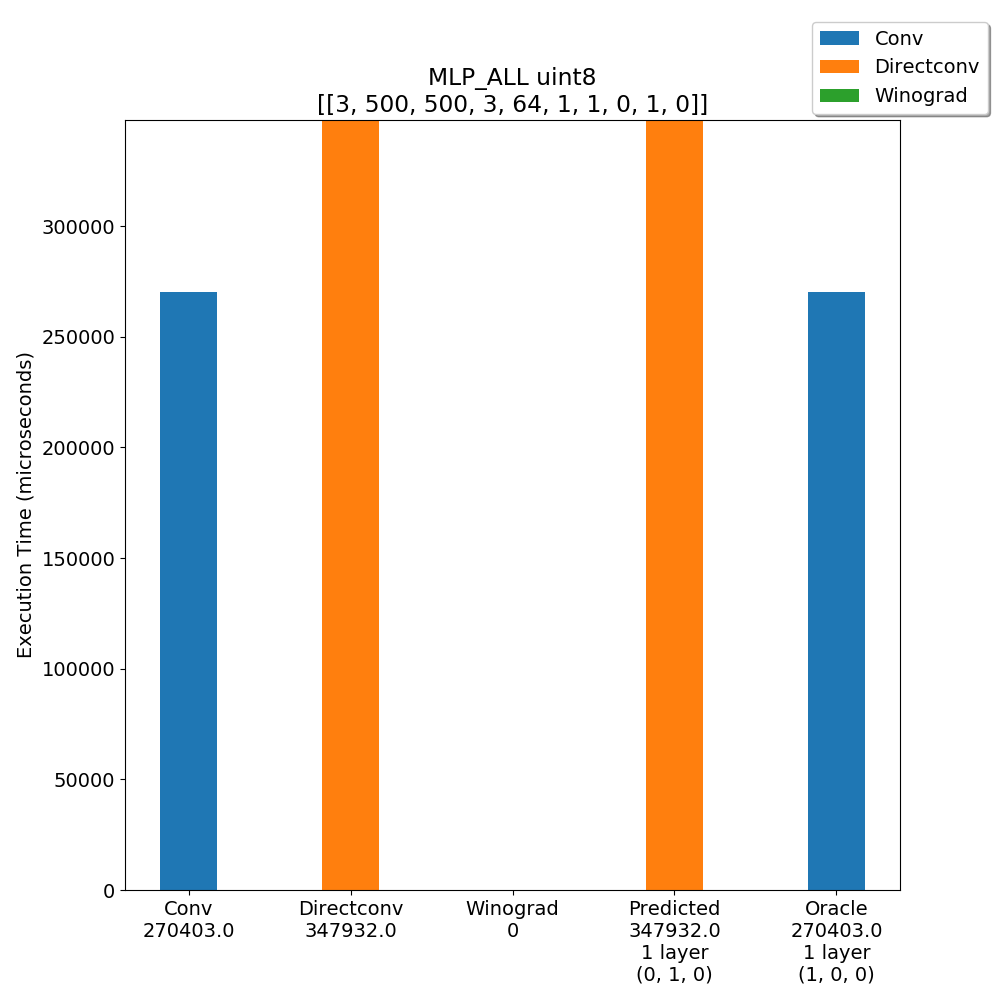 Conv
Directconv
Winograd
MLP_ALL uint8
[[3, 500, 500, 3, 64, 1, 1, 0, 1, 0]]
Execution Time (microseconds)
300000
250000
200000
150000
100000
50000
0
Conv
270403.0
Directconv
347932.0
Winograd
0
Predicted
347932.0
1 layer
(0, 1, 0)
Oracle
270403.0
1 layer
(1, 0, 0)